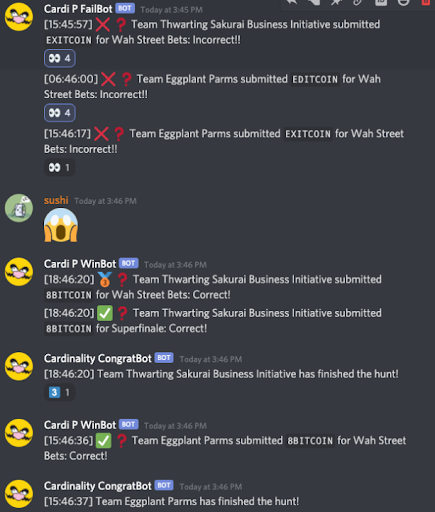 Cardi P FailBot BOT Today at 3:45 PM
[15:45:57] ❌ ❓ Team Thwarting Sakurai Business Initiative submitted
EXITCOIN for Wah Street Bets: Incorrect!!
👀 4
[06:46:00] ❌ ❓ Team Eggplant Parms submitted EDITCOIN for Wah
Street Bets: Incorrect!!
👀 4
[15:46:17] ❌ ❓ Team Eggplant Parms submitted EXITCOIN for Wah Street
Bets: Incorrect!!
👀 1
sushi Today at 3:46 PM
😱
Cardi P WinBot BOT Today at 3:46 PM
[18:46:20] 🥉 ❓ Team Thwarting Sakurai Business Initiative submitted
8BITCOIN for Wah Street Bets: Correct!
[18:46:20] ✅ ❓ Team Thwarting Sakurai Business Initiative submitted
8BITCOIN for Superfinale: Correct!
Cardinality CongratBot BOT Today at 3:46 PM
[18:46:20] Team Thwarting Sakurai Business Initiative has finished the hunt!
3️⃣ 1
Cardi P WinBot BOT Today at 3:46 PM
[15:46:36] ✅ ❓ Team Eggplant Parms submitted 8BITCOIN for Wah Street
Bets: Correct!
Cardinality CongratBot BOT Today at 3:46 PM
[15:46:37] Team Eggplant Parms has finished the hunt!